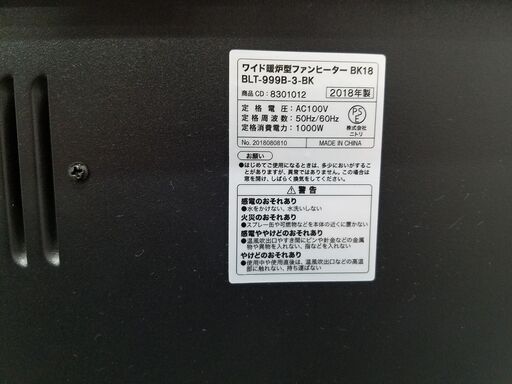 ワイド暖炉型ファンヒーター BK18
BLT-999B-3-BK
商品CD：8301012 2018年製
定格電圧：AC100V
定格周波数：50Hz/60Hz
定格消費電力：1000W
PS
E
株式会社
ニトリ
No. 2018080810 MADE IN CHINA
お願い
●はじめてご使用になるときは、多少においがすること
がありますが、異常ではありません。この場合は
窓を開け、しばらく換気をしてください。
警告
感電のおそれあり
●水をかけない、水洗いしない
火災のおそれあり
●スプレー缶や可燃物などを本体の近くに置かない
感電ややけどのおそれあり
●温風吹出口やすき間にピンや針金などの金属
物や異物を入れない、指などを入れない
やけどのおそれあり
●使用中や使用直後は、温風吹出口などの高温
部に触れない、持ち運ばない